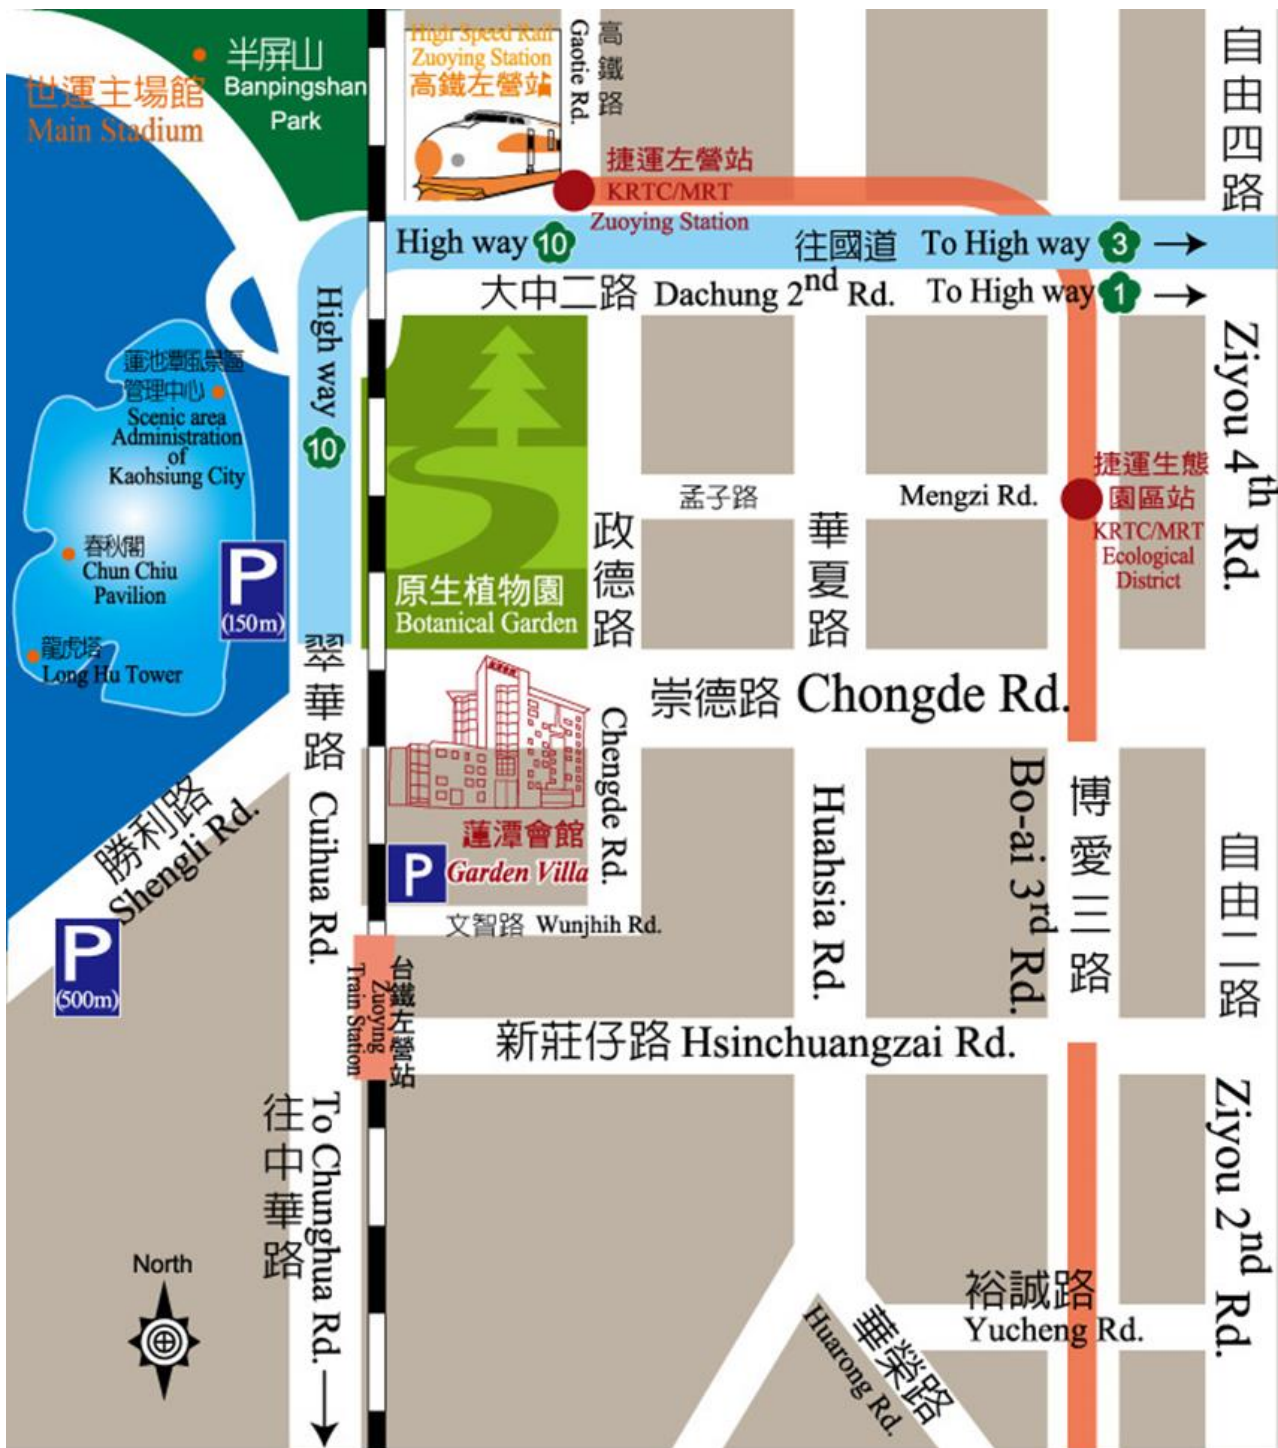 High Speed Rail
Zuoying Station
高鐵左營站
Gaotie Rd.
高鐵路
自由四路
半屏山
Banpingshan
Park
世運主場館
Main Stadium
捷運左營站
KRTC/MRT
Zuoying Station
High way 10
往國道 To High way 3
大中二路 Dachung 2nd Rd.
To High way 1
High way 10
Ziyou 4th Rd.
蓮池潭風景區
管理中心
Scenic area
Administration
of
Kaohsiung City
孟子路
Mengzi Rd.
捷運生態
園區站
KRTC/MRT
Ecological
District
春秋閣
Chun Chiu
Pavilion
P
(150m)
原生植物園
Botanical Garden
政德路
華夏路
龍虎塔
Long Hu Tower
翠華路
Cuihua Rd.
崇德路 Chongde Rd.
Chengde Rd.
勝利路
Shengli Rd.
蓮潭會館
Garden Villa
P
Huahsia Rd.
Bo-ai 3rd Rd.
博愛三路
自由二路
文智路 Wunjhih Rd.
P
(500m)
台鐵左營站
Zuoying
Train Station
新莊仔路 Hsinchuangzai Rd.
往中華路
To Chunghua Rd.
Ziyou 2nd Rd.
North
裕誠路
Yucheng Rd.
華榮路
Huarong Rd.